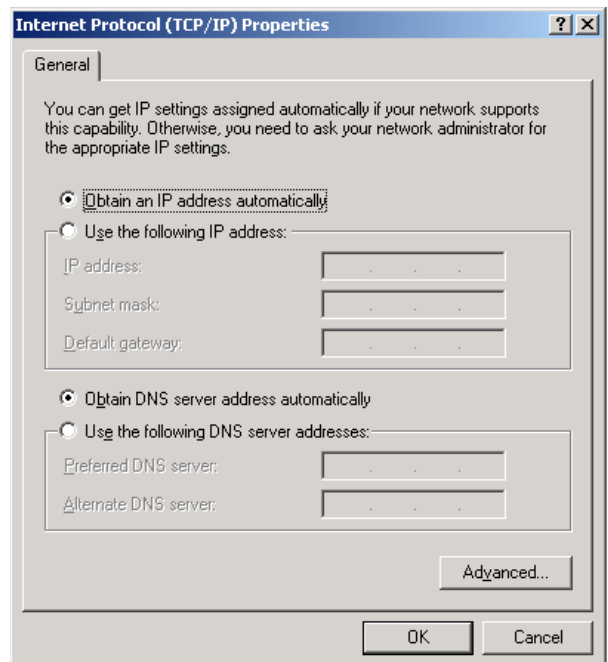 Internet Protocol (TCP/IP) Properties
General
You can get IP settings assigned automatically if your network supports
this capability. Otherwise, you need to ask your network administrator for
the appropriate IP settings.
Obtain an IP address automatically
Use the following IP address:
IP address:
Subnet mask:
Default gateway:
Obtain DNS server address automatically
Use the following DNS server addresses:
Preferred DNS server:
Alternate DNS server:
Advanced...
OK Cancel